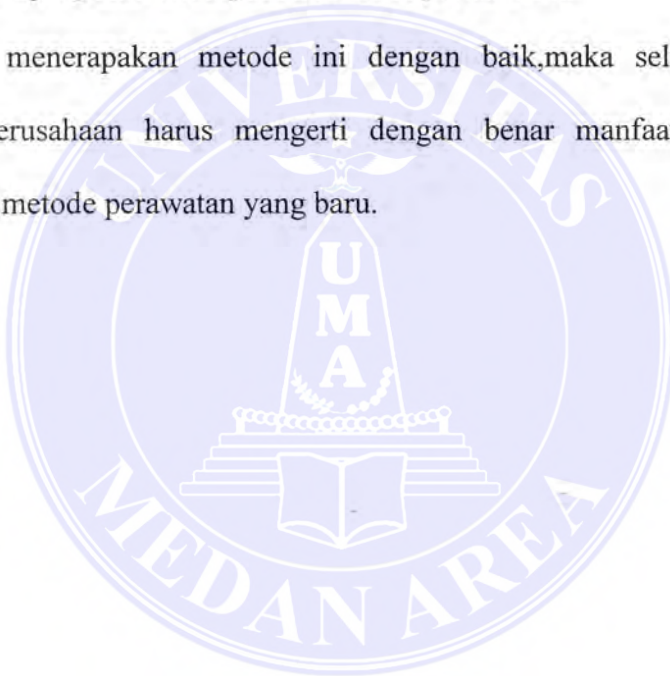 menerapakan metode ini dengan baik,maka sel
erusahaan harus mengerti dengan benar manfaa
metode perawatan yang baru.
UNIVERSITAS
U
M
A
MEDAN AREA